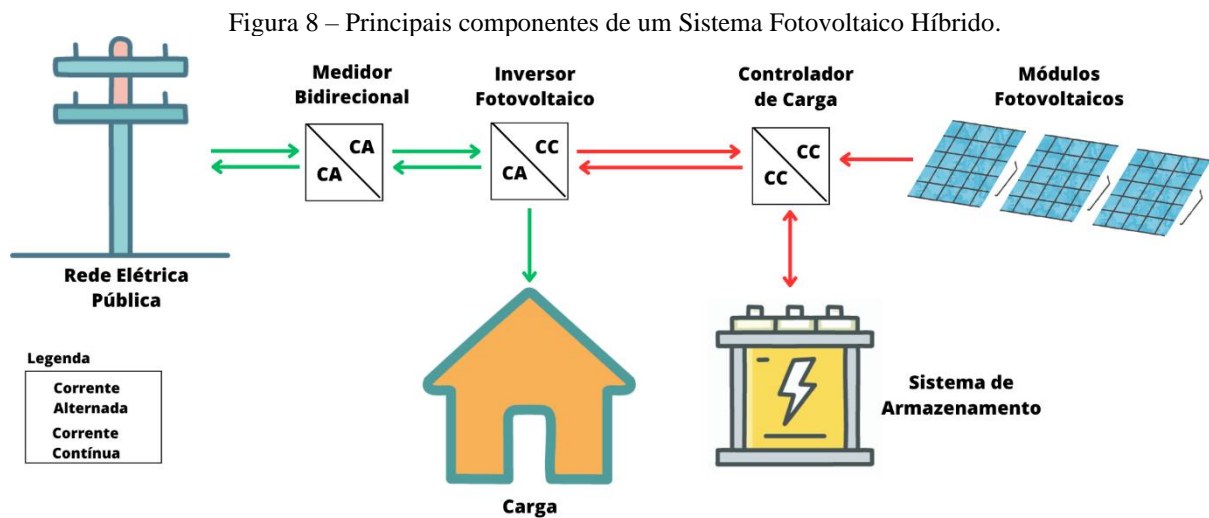 Figura 8 – Principais componentes de um Sistema Fotovoltaico Híbrido.
Medidor
Bidirecional
Inversor
Fotovoltaico
Controlador
de Carga
Módulos
Fotovoltaicos
CA
CA
CC
CA
CC
CC
Rede Elétrica
Pública
Legenda
Corrente
Alternada
Corrente
Contínua
Sistema de
Armazenamento
Carga